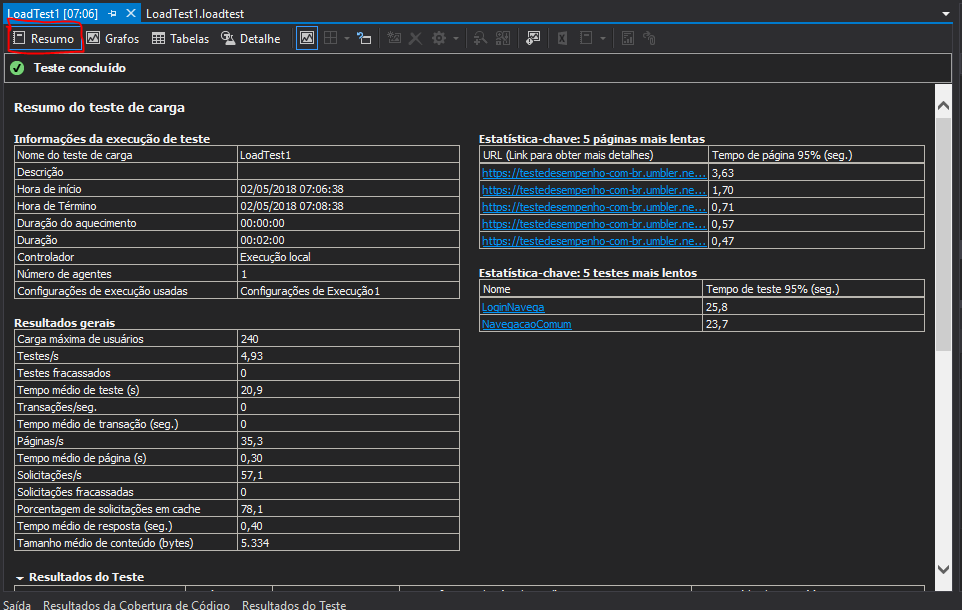 LoadTest1 [07:06] LoadTest1.loadtest
Resumo Grafos Tabelas Detalhe
Teste concluído
Resumo do teste de carga
Informações da execução de teste
Nome do teste de carga LoadTest1
Descrição
Hora de início 02/05/2018 07:06:38
Hora de Término 02/05/2018 07:08:38
Duração do aquecimento 00:00:00
Duração 00:02:00
Controlador Execução local
Número de agentes 1
Configurações de execução usadas Configurações de Execução1
Resultados gerais
Carga máxima de usuários 240
Testes/s 4,93
Testes fracassados 0
Tempo médio de teste (s) 20,9
Transações/seg. 0
Tempo médio de transação (seg.) 0
Páginas/s 35,3
Tempo médio de página (s) 0,30
Solicitações/s 57,1
Solicitações fracassadas 0
Porcentagem de solicitações em cache 78,1
Tempo médio de resposta (seg.) 0,40
Tamanho médio de conteúdo (bytes) 5.334
Estatística-chave: 5 páginas mais lentas
URL (Link para obter mais detalhes) Tempo de página 95% (seg.)
https://testedesempenho-com-br.umbler.ne... 3,63
https://testedesempenho-com-br.umbler.ne... 1,70
https://testedesempenho-com-br.umbler.ne... 0,71
https://testedesempenho-com-br.umbler.ne... 0,57
https://testedesempenho-com-br.umbler.ne... 0,47
Estatística-chave: 5 testes mais lentos
Nome Tempo de teste 95% (seg.)
LoginNavega 25,8
NavegacaoComum 23,7
Resultados do Teste
Saída Resultados da Cobertura de Código Resultados do Teste